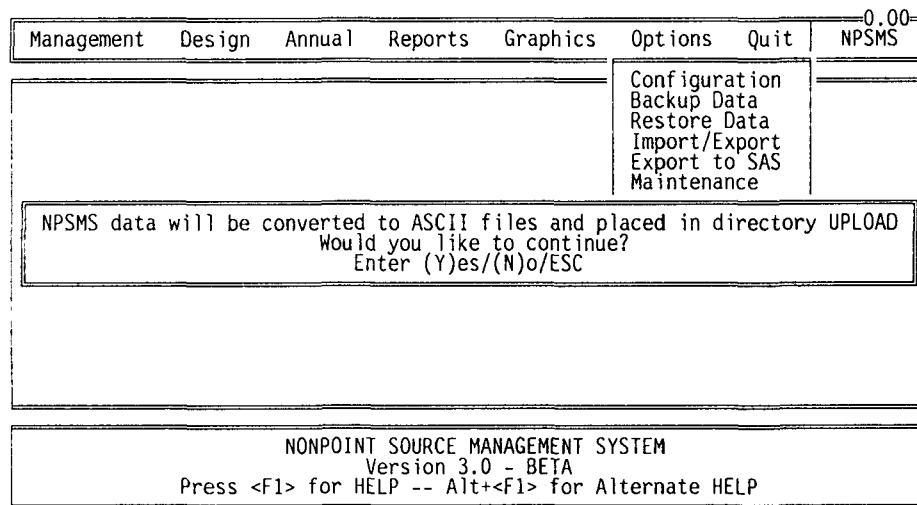 0.00
Management Design Annual Reports Graphics Options Quit NPSMS
Configuration
Backup Data
Restore Data
Import/Export
Export to SAS
Maintenance
NPSMS data will be converted to ASCII files and placed in directory UPLOAD
Would you like to continue?
Enter (Y)es/(N)o/ESC
NONPOINT SOURCE MANAGEMENT SYSTEM
Version 3.0 - BETA
Press <F1> for HELP -- Alt+<F1> for Alternate HELP